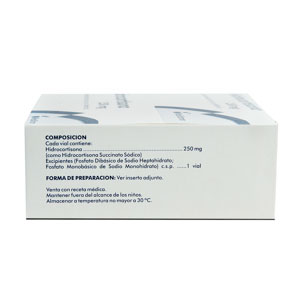 COMPOSICION
Cada vial contiene:
Hidrocortisona 250 mg
(como Hidrocortisona Succinato Sódico)
Excipientes (Fosfato Dibásico de Sodio Heptahidrato;
Fosfato Monobásico de Sodio Monohidrato) c.s.p. ......1 vial
FORMA DE PREPARACION: Ver inserto adjunto.
Venta con receta médica.
Mantener fuera del alcance de los niños.
Almacenar a temperatura no mayor a 30 ºC.